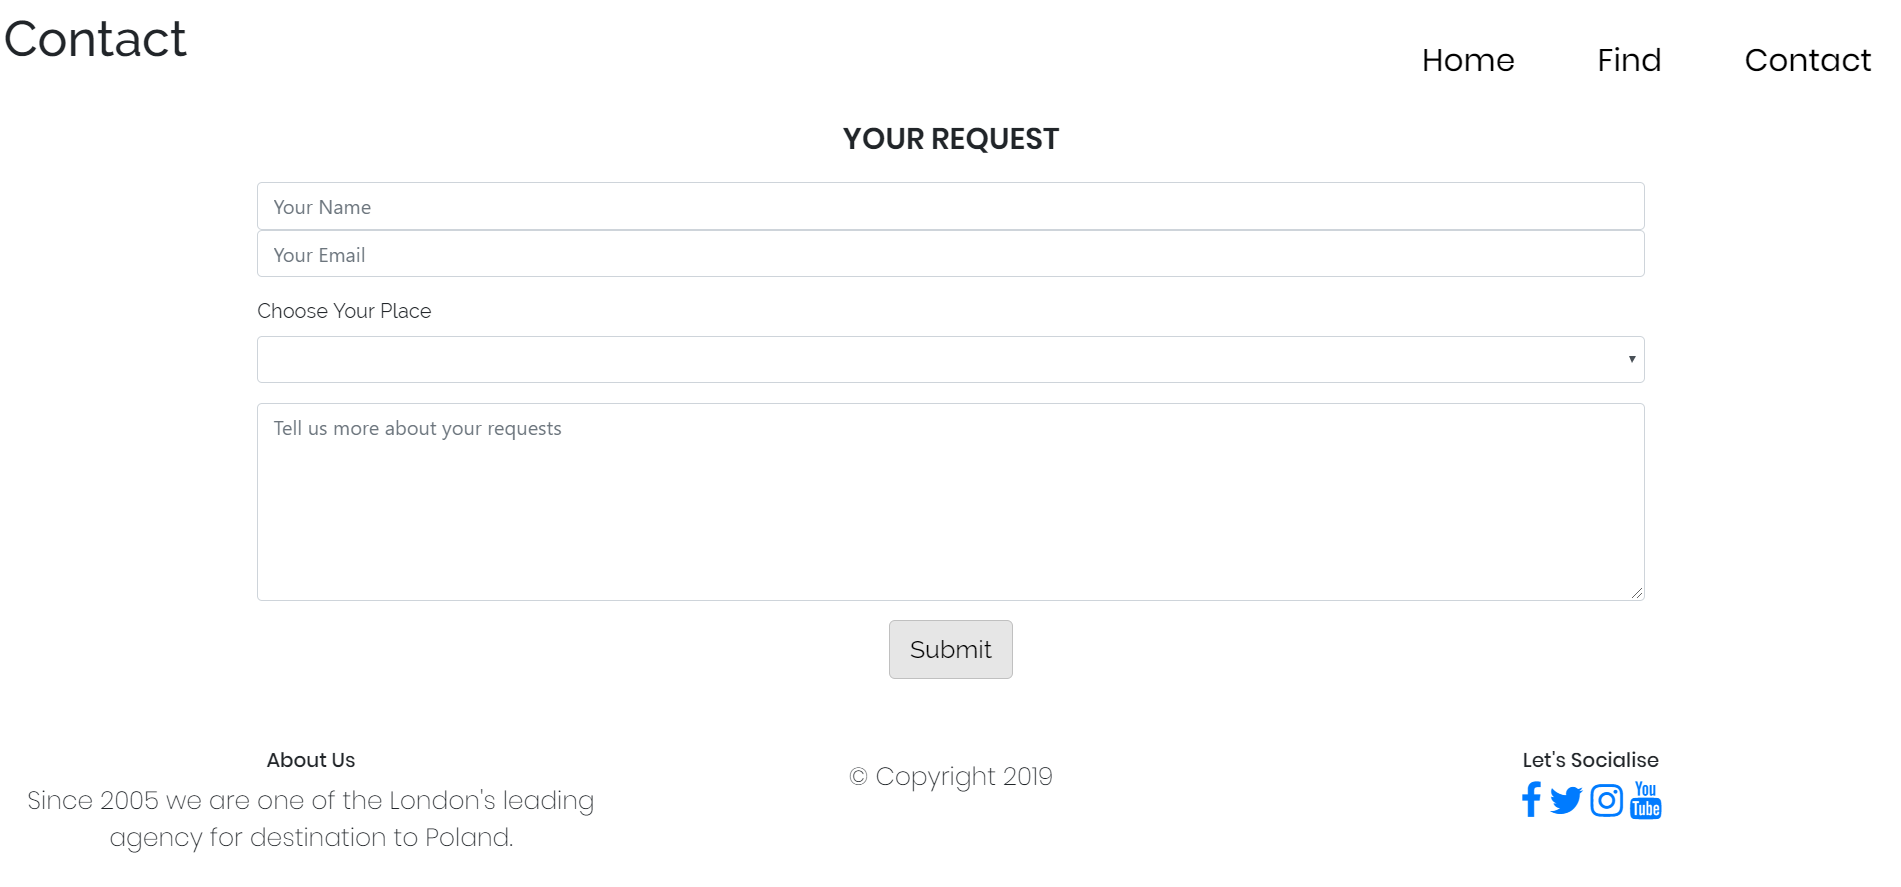 Contact
Home Find Contact
YOUR REQUEST
Your Name
Your Email
Choose Your Place
Tell us more about your requests
Submit
About Us
Since 2005 we are one of the London's leading
agency for destination to Poland.
© Copyright 2019
Let's Socialise
You
Tube